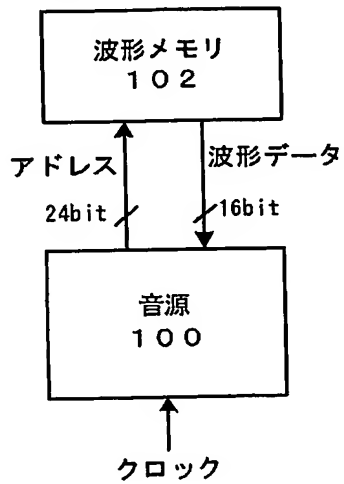 波形メモリ
１０２
アドレス
波形データ
24bit
16bit
音源
１００
クロック